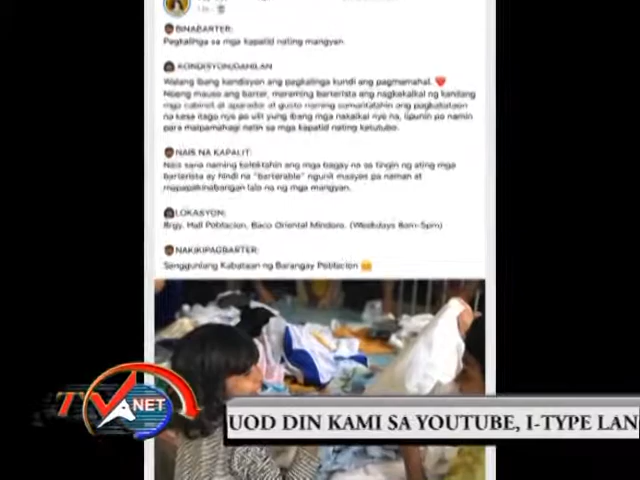 BINABARTER:
Pagkalinga sa mga kapatid nating mangyan.
KONDISYON/DAHILAN
Walang ibang kondisyon ang pagkalinga kundi ang pagmamahal.
Noong mauso ang barter, maraming barterista ang nagkakalkal ng kanilang
mga cabinet at aparador at gusto naming samantalahin ang pagkakataon
na kesa itago nya po ulit yung ibang mga nakalkal nya na, iipunin po namin
para maipamahagi natin sa mga kapatid nating katutubo.
NAIS NA KAPALIT:
Nais sana naming kolektahin ang mga bagay na sa tingin ng ating mga
barterista ay hindi na "barterable" ngunit maayos pa naman at
mapapakinabangan lalo na ng mga mangyan.
LOKASYON:
Brgy. Hall Poblacion, Baco Oriental Mindoro. (Weekdays 8am-5pm)
NAKIKIPAGBARTER:
Sangguniang Kabataan ng Barangay Poblacion
TV NET
UOD DIN KAMI SA YOUTUBE, I-TYPE LAN